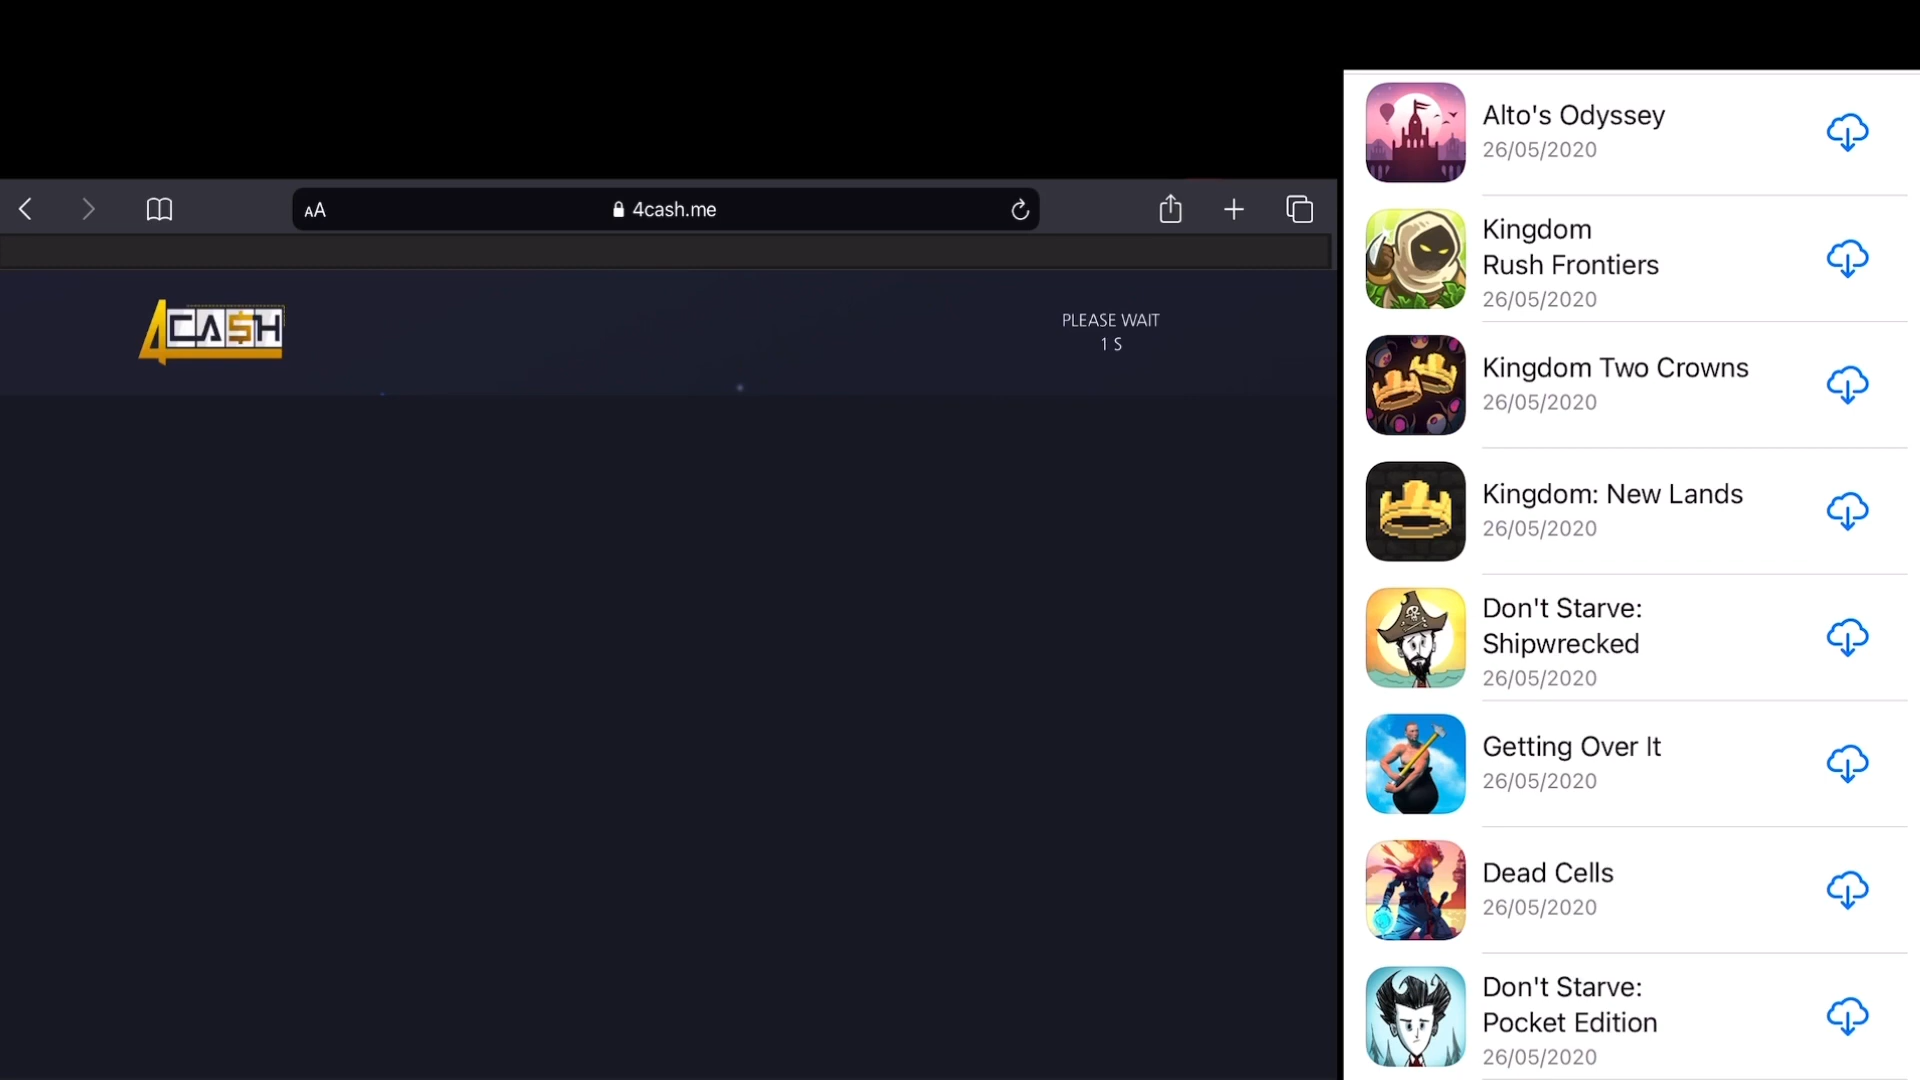 AA
4cash.me
4CA$H
PLEASE WAIT
1 S
Alto's Odyssey
26/05/2020
Kingdom
Rush Frontiers
26/05/2020
Kingdom Two Crowns
26/05/2020
Kingdom: New Lands
26/05/2020
Don't Starve:
Shipwrecked
26/05/2020
Getting Over It
26/05/2020
Dead Cells
26/05/2020
Don't Starve:
Pocket Edition
26/05/2020